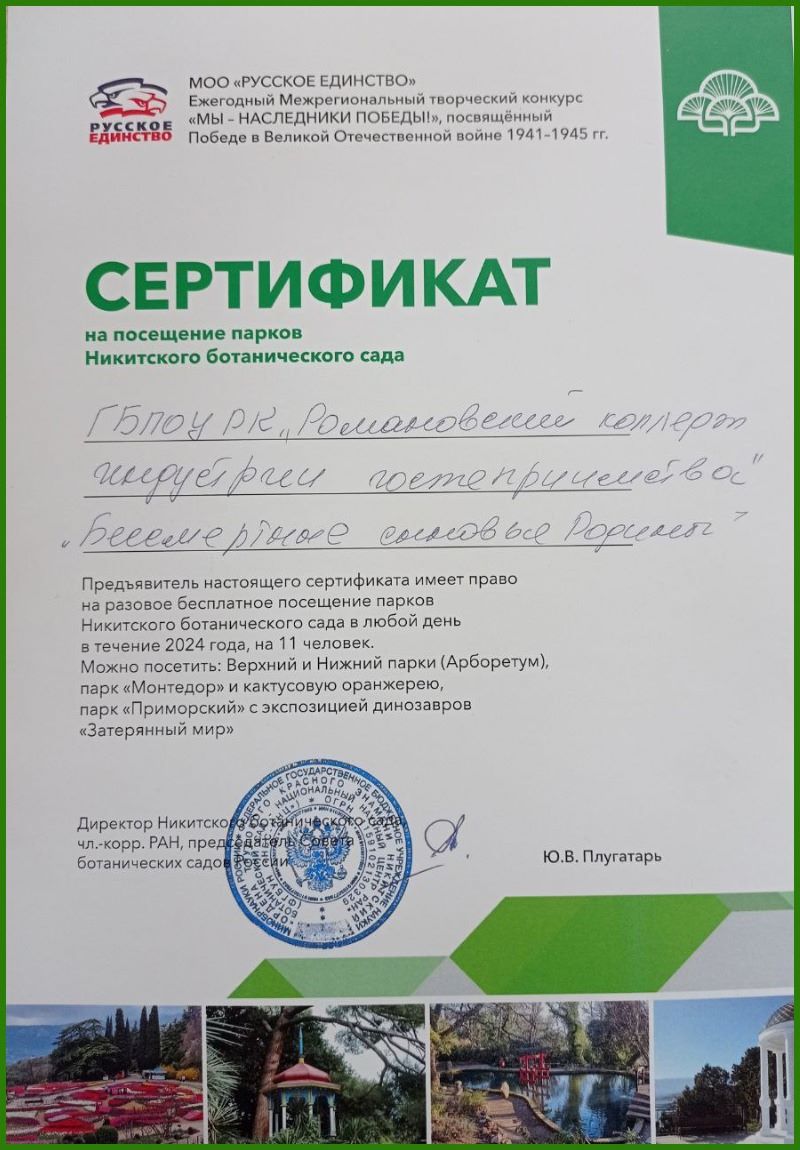 РУССКОЕ
ЕДИНСТВО
МОО «РУССКОЕ ЕДИНСТВО»
Ежегодный Межрегиональный творческий конкурс
«МЫ – НАСЛЕДНИКИ ПОБЕДЫ!», посвящённый
Победе в Великой Отечественной войне 1941–1945 гг.
СЕРТИФИКАТ
на посещение парков
Никитского ботанического сада
ГБПОУ РК „Романовский колледж
индустрии гостеприимства"
„Бессмертные сыновья Родины"
Предъявитель настоящего сертификата имеет право
на разовое бесплатное посещение парков
Никитского ботанического сада в любой день
в течение 2024 года, на 11 человек.
Можно посетить: Верхний и Нижний парки (Арборетум),
парк «Монтедор» и кактусовую оранжерею,
парк «Приморский» с экспозицией динозавров
«Затерянный мир»
Директор Никитского ботанического сада,
чл.-корр. РАН, председатель Совета
ботанических садов России
Ю.В. Плугатарь